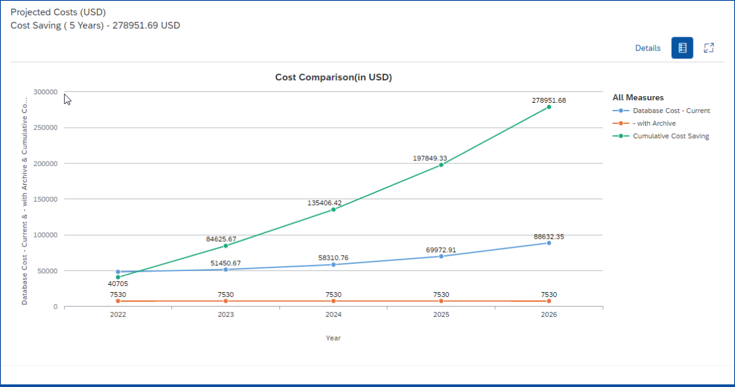 Projected Costs (USD)
Cost Saving ( 5 Years) - 278951.69 USD
Details
Cost Comparison(in USD)
Database Cost - Current & - with Archive & Cumulative Co...
300000
250000
200000
150000
100000
50000
0
278951.68
197849.33
135406.42
84625.67
40705
88632.35
69972.91
58310.76
51450.67
7530
7530
7530
7530
7530
2022
2023
2024
2025
2026
Year
All Measures
Database Cost - Current
- with Archive
Cumulative Cost Saving